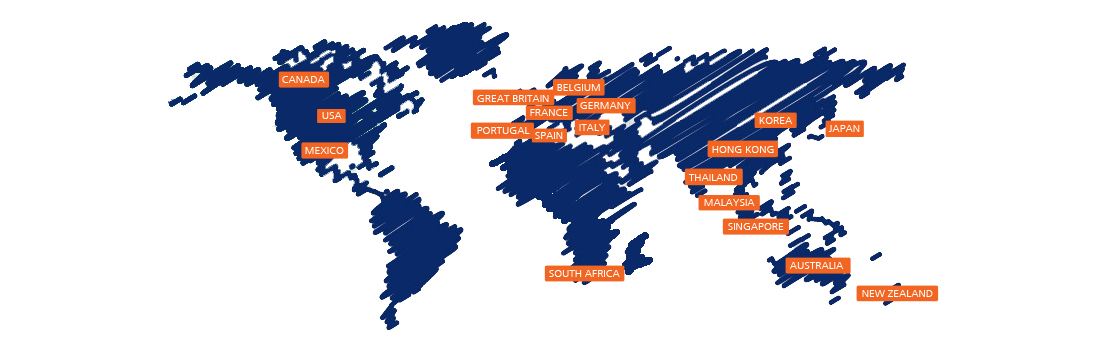 CANADA
USA
MEXICO
BELGIUM
GREAT BRITAIN
GERMANY
FRANCE
PORTUGAL
SPAIN
ITALY
KOREA
JAPAN
HONG KONG
THAILAND
MALAYSIA
SINGAPORE
SOUTH AFRICA
AUSTRALIA
NEW ZEALAND